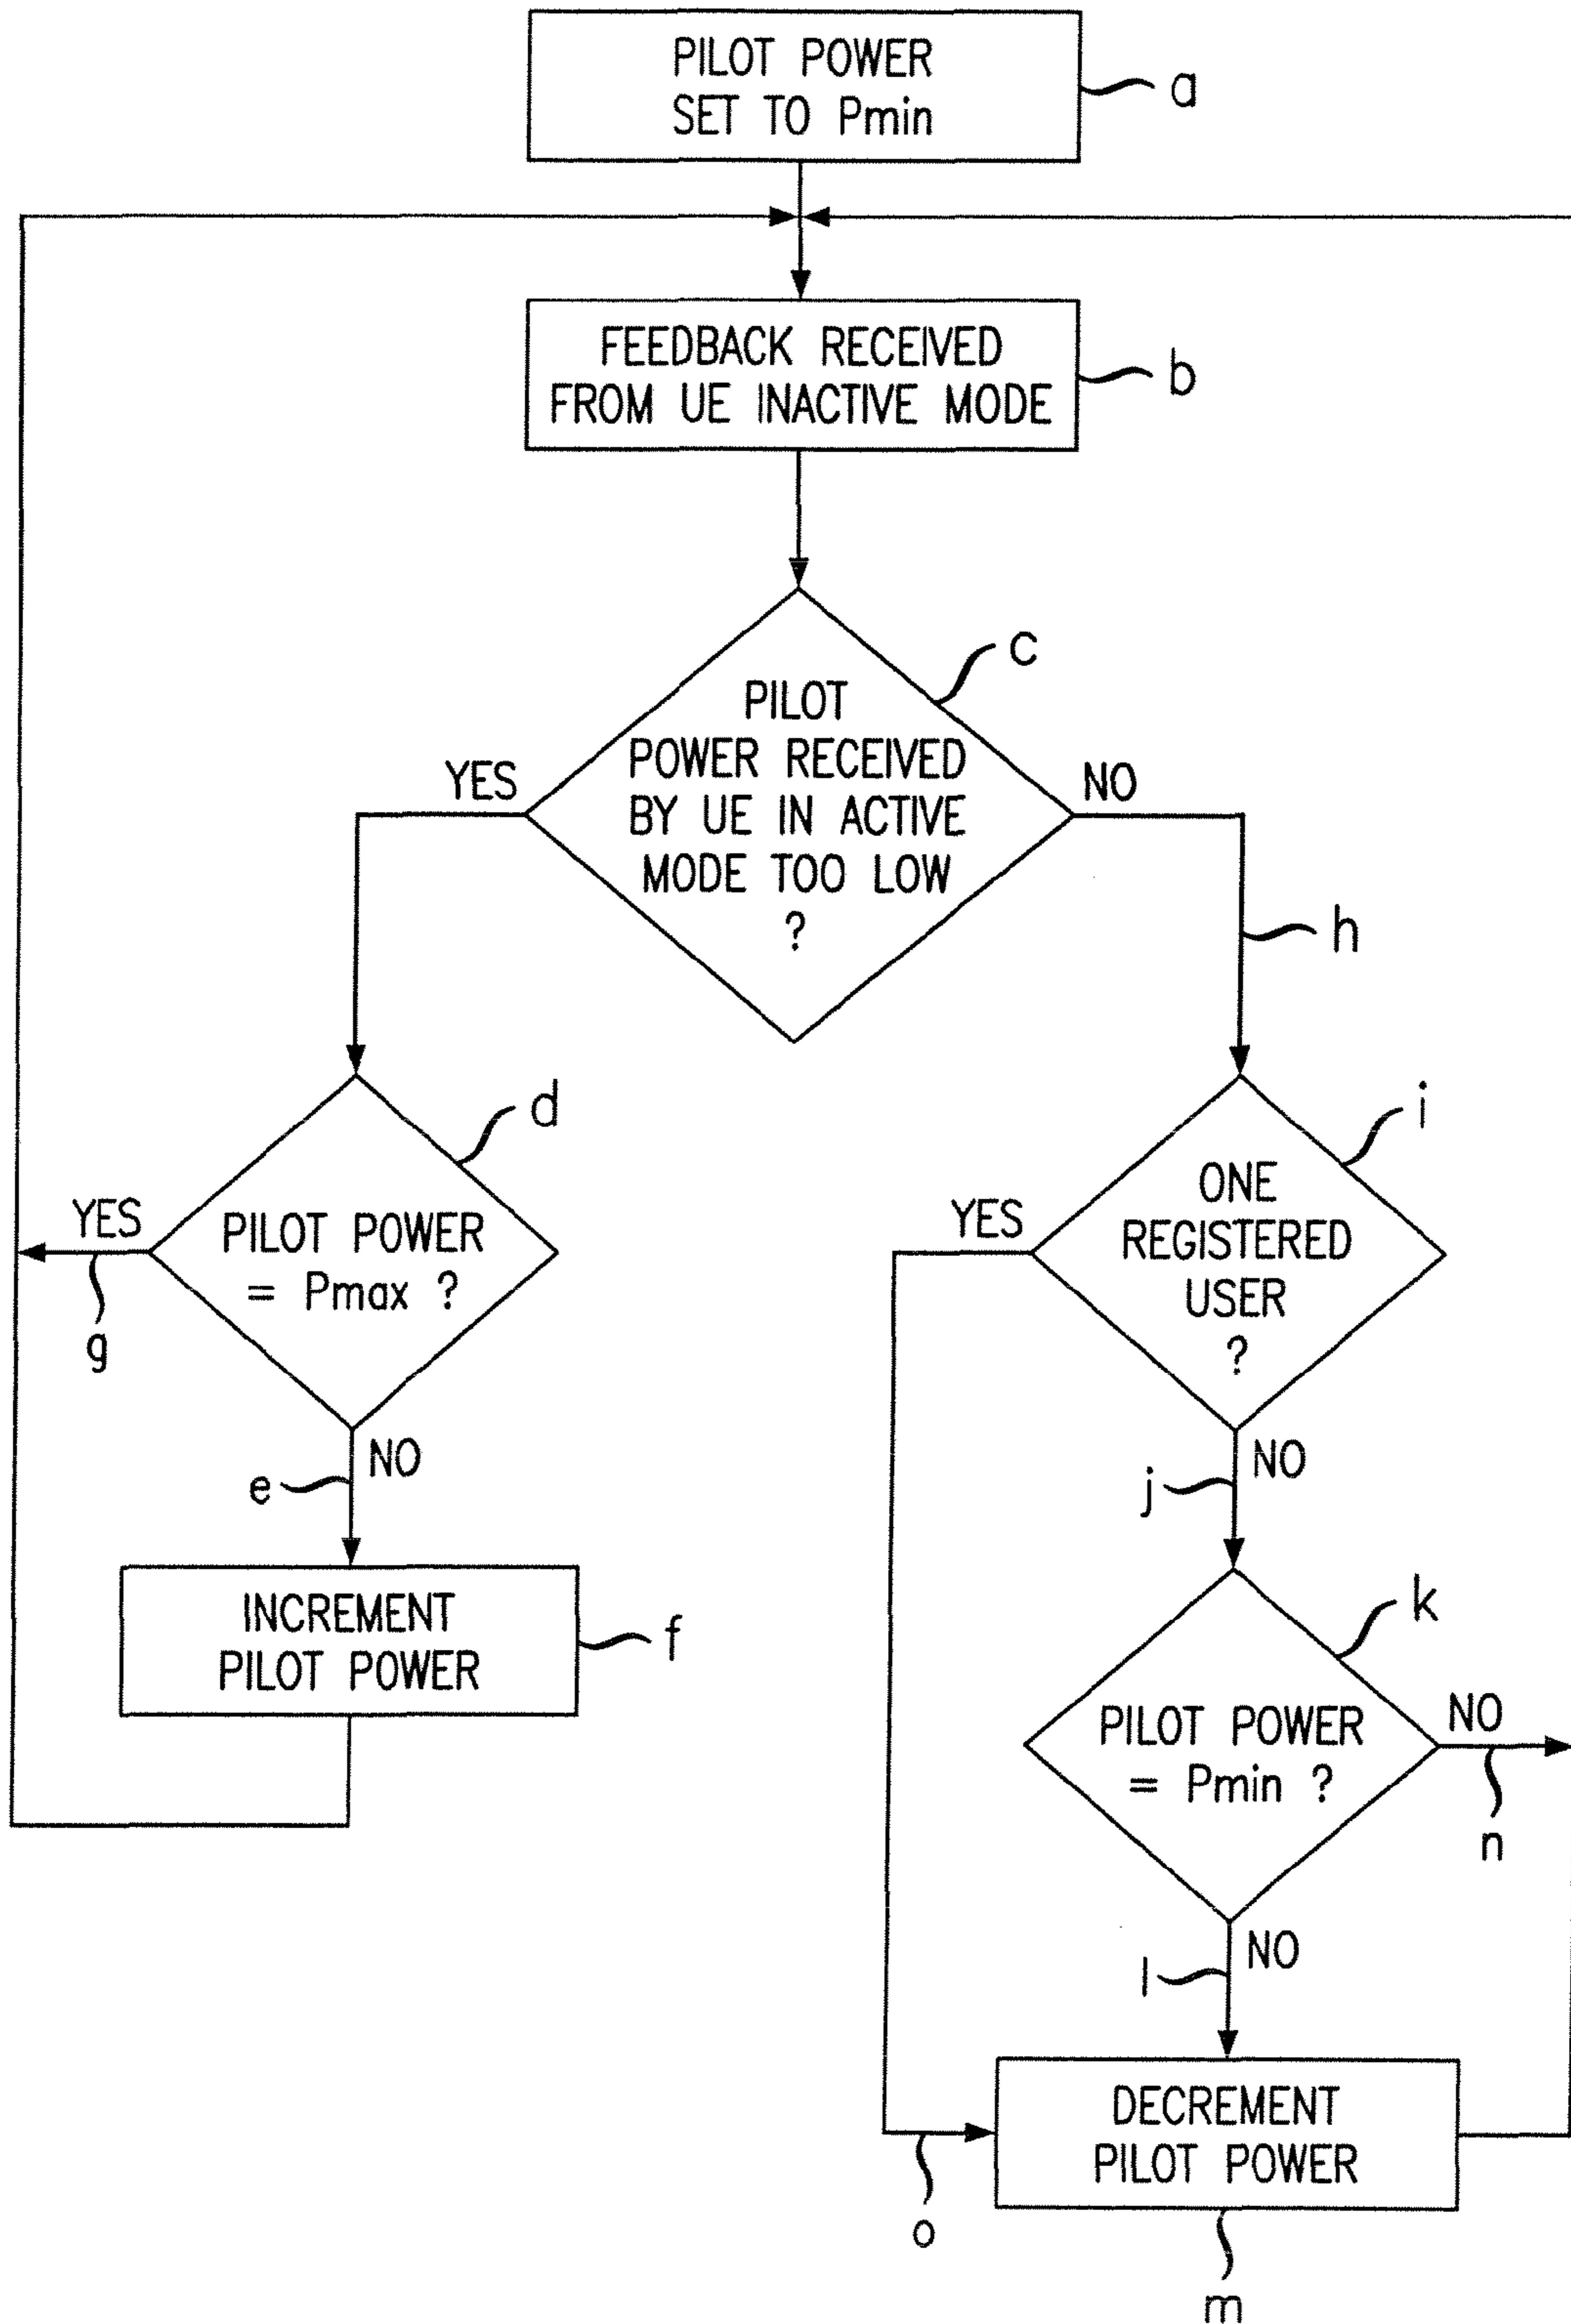 PILOT POWER
SET TO Pmin
a
FEEDBACK RECEIVED
FROM UE INACTIVE MODE
b
c
PILOT
POWER RECEIVED
BY UE IN ACTIVE
MODE TOO LOW
?
YES
NO
h
d
PILOT POWER
= Pmax ?
YES
g
e
NO
INCREMENT
PILOT POWER
f
i
ONE
REGISTERED
USER
?
YES
j
NO
k
PILOT POWER
= Pmin ?
NO
n
l
NO
DECREMENT
PILOT POWER
o
m